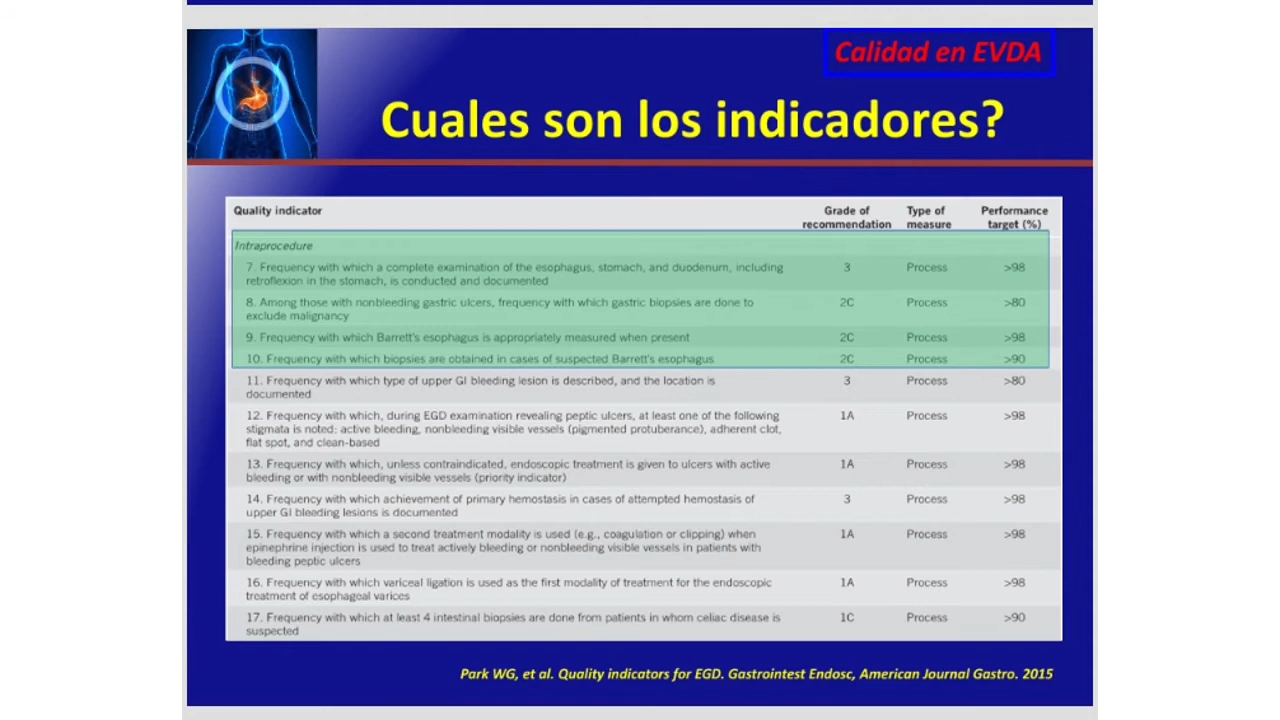 Calidad en EVDA
Cuales son los indicadores?
Quality indicator
Grade of
recommendation
Type of
measure
Performance
target (%)
Intraprocedure
7. Frequency with which a complete examination of the esophagus, stomach, and duodenum, including
retroflexion in the stomach, is conducted and documented
3
Process
>98
8. Among those with nonbleeding gastric ulcers, frequency with which gastric biopsies are done to
exclude malignancy
2C
Process
>80
9. Frequency with which Barrett's esophagus is appropriately measured when present
2C
Process
>98
10. Frequency with which biopsies are obtained in cases of suspected Barrett's esophagus
2C
Process
>90
11. Frequency with which type of upper GI bleeding lesion is described, and the location is
documented
3
Process
>80
12. Frequency with which, during EGD examination revealing peptic ulcers, at least one of the following
stigmata is noted: active bleeding, nonbleeding visible vessels (pigmented protuberance), adherent clot,
flat spot, and clean-based
1A
Process
>98
13. Frequency with which, unless contraindicated, endoscopic treatment is given to ulcers with active
bleeding or with nonbleeding visible vessels (priority indicator)
1A
Process
>98
14. Frequency with which achievement of primary hemostasis in cases of attempted hemostasis of
upper GI bleeding lesions is documented
3
Process
>98
15. Frequency with which a second treatment modality is used (e.g., coagulation or clipping) when
epinephrine injection is used to treat actively bleeding or nonbleeding visible vessels in patients with
bleeding peptic ulcers
1A
Process
>98
16. Frequency with which variceal ligation is used as the first modality of treatment for the endoscopic
treatment of esophageal varices
1A
Process
>98
17. Frequency with which at least 4 intestinal biopsies are done from patients in whom celiac disease is
suspected
1C
Process
>90
Park WG, et al. Quality indicators for EGD. Gastrointest Endosc, American Journal Gastro. 2015